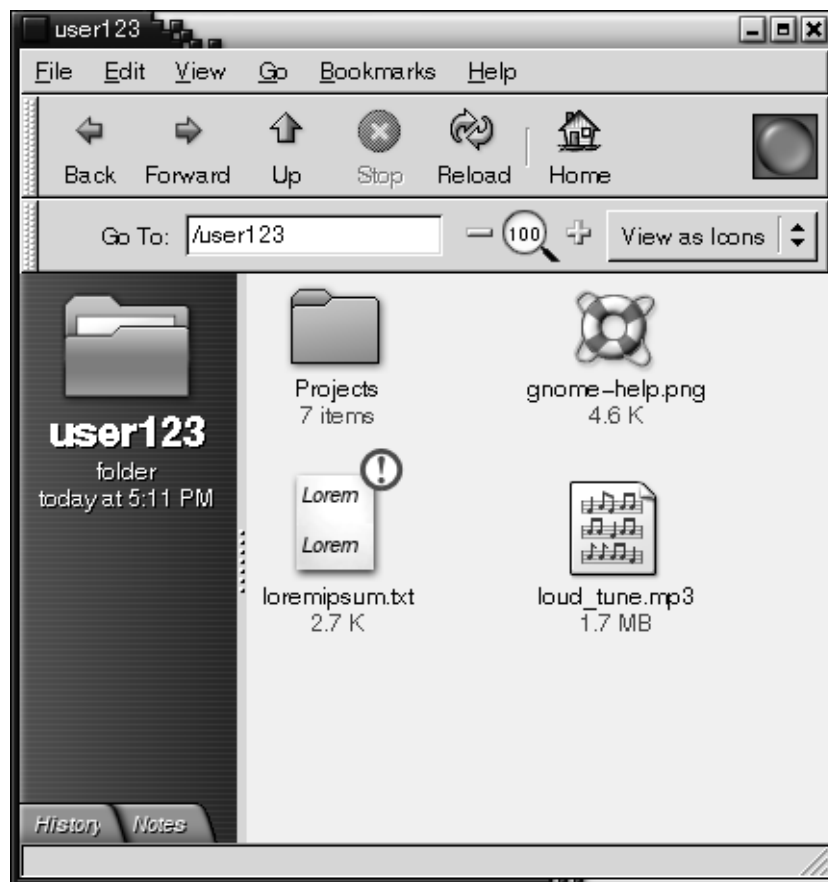 user123
File Edit View Go Bookmarks Help
Back Forward Up Stop Reload Home
Go To: /user123 100 View as Icons
user123
folder
today at 5:11 PM
Projects
7 items
gnome-help.png
4.6 K
Lorem
Lorem
loremipsum.txt
2.7 K
loud_tune.mp3
1.7 MB
History Notes